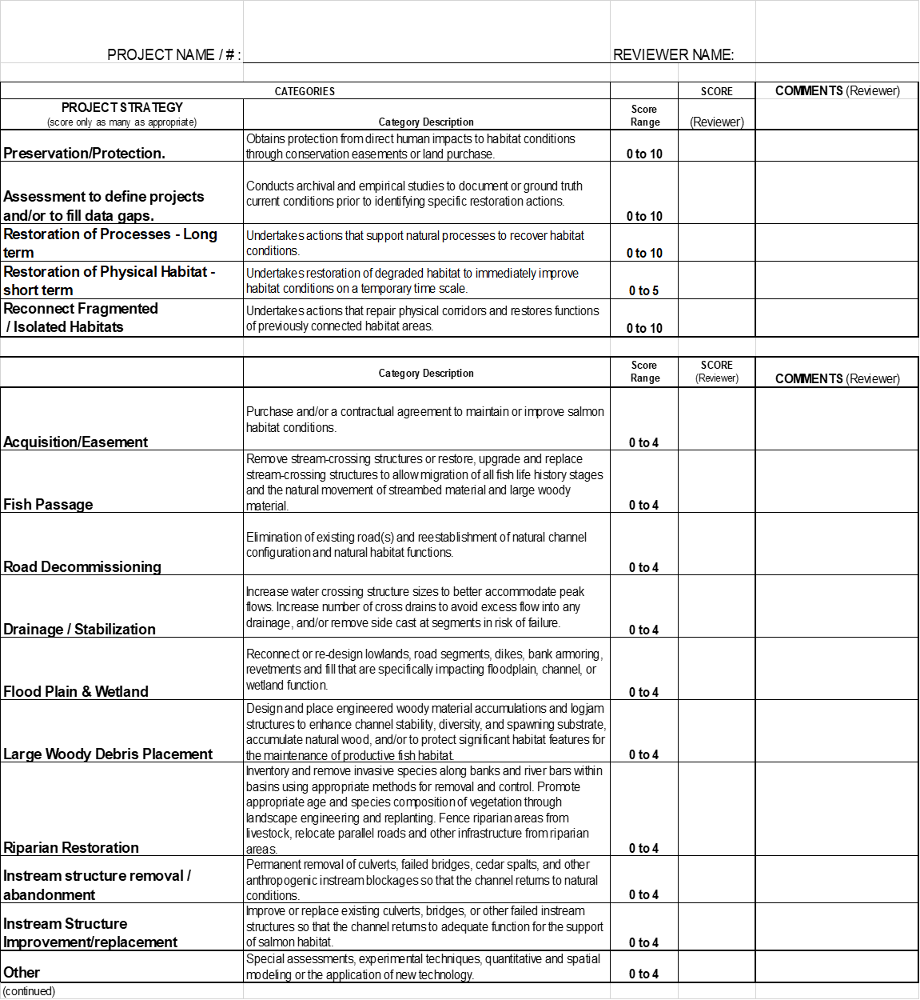 PROJECT NAME / # :
REVIEWER NAME:
CATEGORIES
SCORE
COMMENTS (Reviewer)
PROJECT STRATEGY
(score only as many as appropriate)
Category Description
Score
Range
(Reviewer)
Preservation/Protection.
Obtains protection from direct human impacts to habitat conditions
through conservation easements or land purchase.
0 to 10
Assessment to define projects
and/or to fill data gaps.
Conducts archival and empirical studies to document or ground truth
current conditions prior to identifying specific restoration actions.
0 to 10
Restoration of Processes - Long
term
Undertakes actions that support natural processes to recover habitat
conditions.
0 to 10
Restoration of Physical Habitat -
short term
Undertakes restoration of degraded habitat to immediately improve
habitat conditions on a temporary time scale.
0 to 5
Reconnect Fragmented
/ Isolated Habitats
Undertakes actions that repair physical corridors and restores functions
of previously connected habitat areas.
0 to 10
Category Description
Score
Range
SCORE
(Reviewer)
COMMENTS (Reviewer)
Acquisition/Easement
Purchase and/or a contractual agreement to maintain or improve salmon
habitat conditions.
0 to 4
Fish Passage
Remove stream-crossing structures or restore, upgrade and replace
stream-crossing structures to allow migration of all fish life history stages
and the natural movement of streambed material and large woody
material.
0 to 4
Road Decommissioning
Elimination of existing road(s) and reestablishment of natural channel
configuration and natural habitat functions.
0 to 4
Drainage / Stabilization
Increase water crossing structure sizes to better accommodate peak
flows. Increase number of cross drains to avoid excess flow into any
drainage, and/or remove side cast at segments in risk of failure.
0 to 4
Flood Plain & Wetland
Reconnect or re-design lowlands, road segments, dikes, bank armoring,
revetments and fill that are specifically impacting floodplain, channel, or
wetland function.
0 to 4
Large Woody Debris Placement
Design and place engineered woody material accumulations and logjam
structures to enhance channel stability, diversity, and spawning substrate,
accumulate natural wood, and/or to protect significant habitat features for
the maintenance of productive fish habitat.
0 to 4
Riparian Restoration
Inventory and remove invasive species along banks and river bars within
basins using appropriate methods for removal and control. Promote
appropriate age and species composition of vegetation through
landscape engineering and replanting. Fence riparian areas from
livestock, relocate parallel roads and other infrastructure from riparian
areas.
0 to 4
Instream structure removal /
abandonment
Permanent removal of culverts, failed bridges, cedar spalts, and other
anthropogenic instream blockages so that the channel returns to natural
conditions.
0 to 4
Instream Structure
Improvement/replacement
Improve or replace existing culverts, bridges, or other failed instream
structures so that the channel returns to adequate function for the support
of salmon habitat.
0 to 4
Other
Special assessments, experimental techniques, quantitative and spatial
modeling or the application of new technology.
0 to 4
(continued)